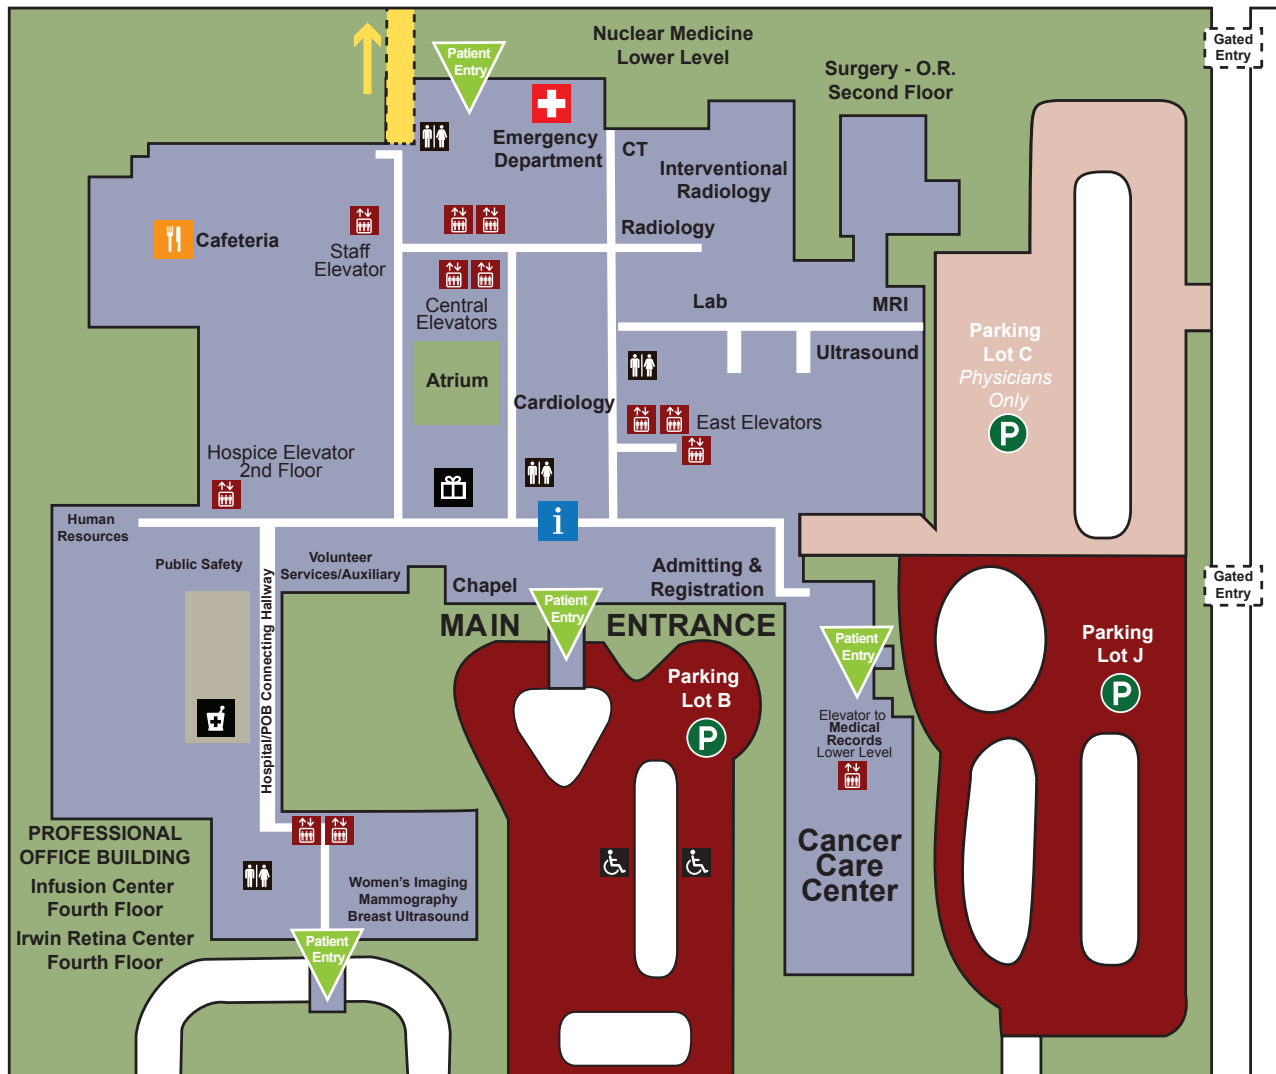 Nuclear Medicine
Lower Level
Gated
Entry
Patient
Entry
Surgery - O.R.
Second Floor
Emergency
Department
CT
Interventional
Radiology
Radiology
Cafeteria
Staff
Elevator
Central
Elevators
Lab
MRI
Ultrasound
Parking
Lot C
Physicians
Only
P
Atrium
Cardiology
East Elevators
Hospice Elevator
2nd Floor
i
Human
Resources
Public Safety
Volunteer
Services/Auxiliary
Hospital/POB Connecting Hallway
Chapel
Admitting &
Registration
Gated
Entry
Patient
Entry
MAIN ENTRANCE
Patient
Entry
Parking
Lot J
P
Parking
Lot B
P
Elevator to
Medical
Records
Lower Level
Cancer
Care
Center
PROFESSIONAL
OFFICE BUILDING
Infusion Center
Fourth Floor
Irwin Retina Center
Fourth Floor
Women's Imaging
Mammography
Breast Ultrasound
Patient
Entry